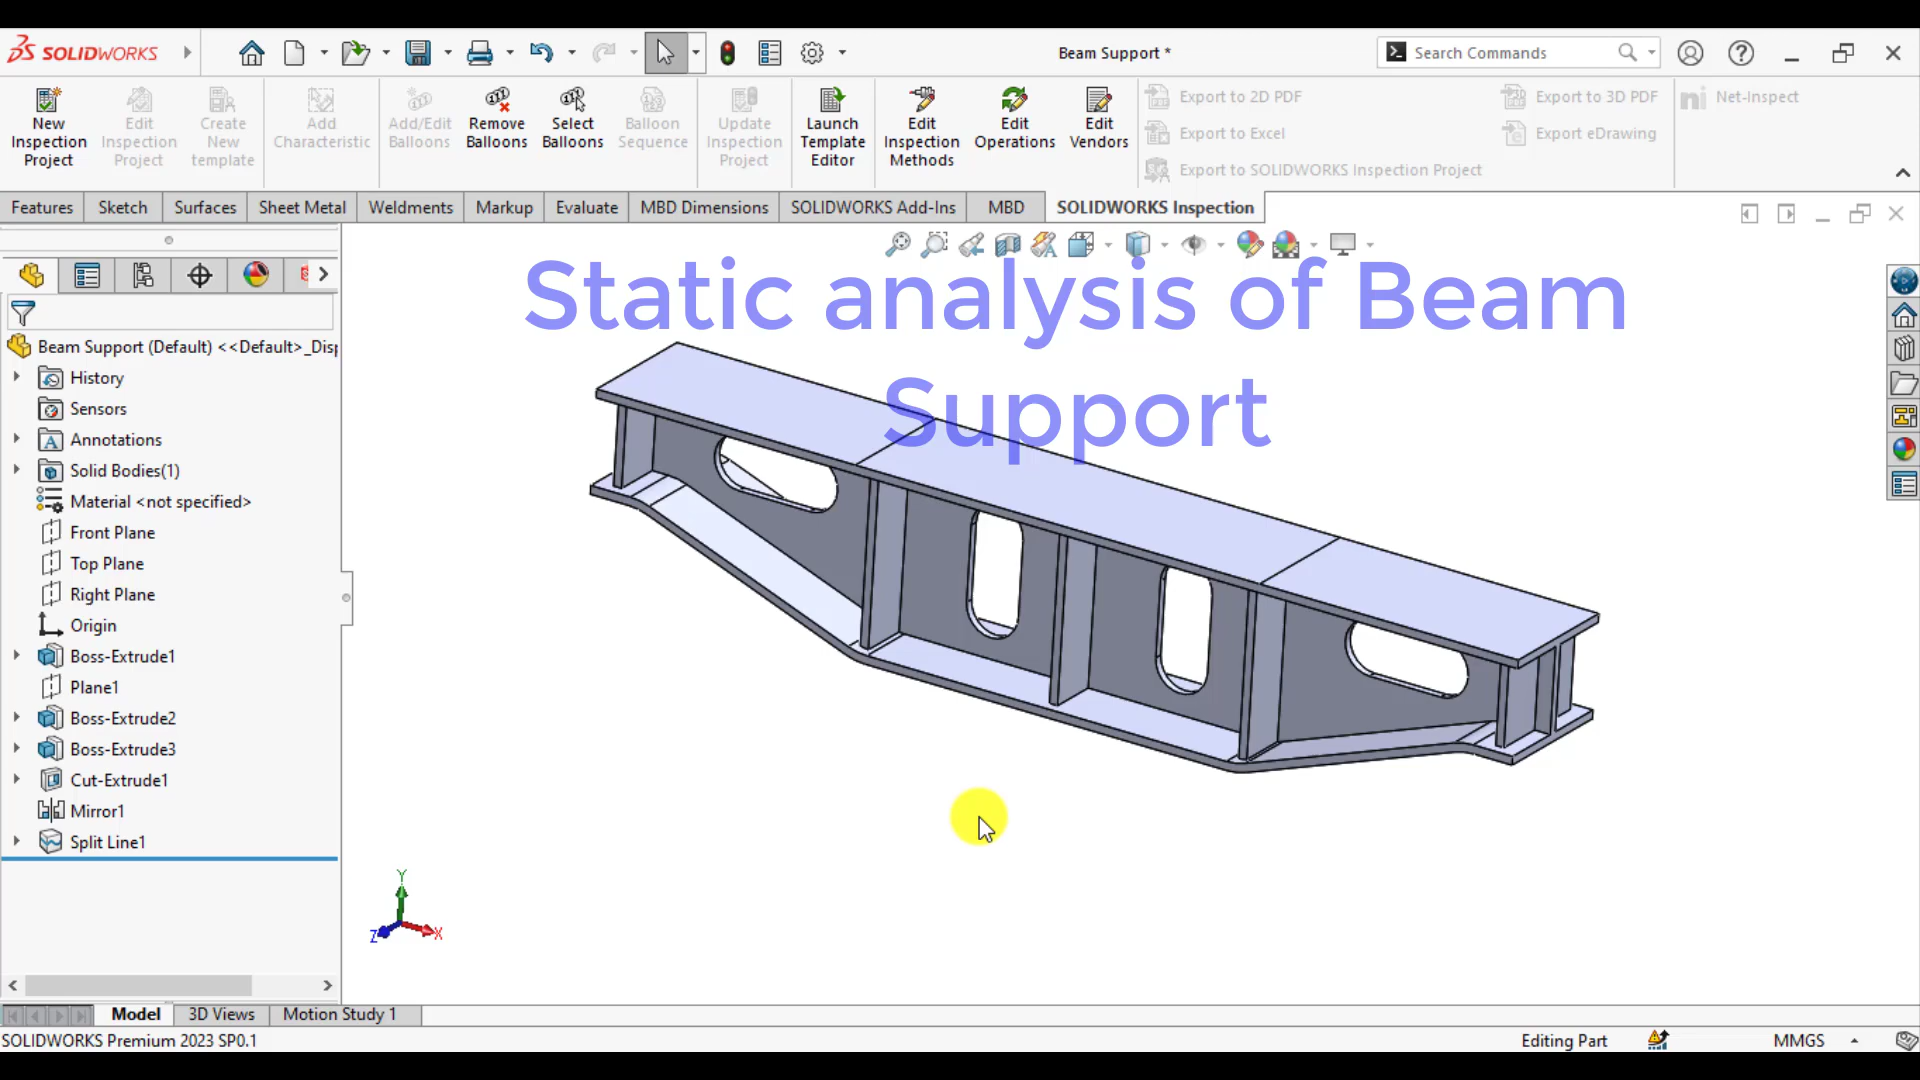 SOLIDWORKS
Beam Support *
Search Commands
New Inspection Project
Edit Inspection Project
Create New template
Add Characteristic
Add/Edit Balloons
Remove Balloons
Select Balloons
Balloon Sequence
Update Inspection Project
Launch Template Editor
Edit Inspection Methods
Edit Operations
Edit Vendors
Export to 2D PDF
Export to Excel
Export to SOLIDWORKS Inspection Project
Export to 3D PDF
Export eDrawing
Net-Inspect
Features Sketch Surfaces Sheet Metal Weldments Markup Evaluate MBD Dimensions SOLIDWORKS Add-Ins MBD SOLIDWORKS Inspection
Static analysis of Beam
Support
Beam Support (Default) <<Default>_Disp
History
Sensors
Annotations
Solid Bodies(1)
Material <not specified>
Front Plane
Top Plane
Right Plane
Origin
Boss-Extrude1
Plane1
Boss-Extrude2
Boss-Extrude3
Cut-Extrude1
Mirror1
Split Line1
Y
Z
X
Model 3D Views Motion Study 1
SOLIDWORKS Premium 2023 SP0.1
Editing Part
MMGS